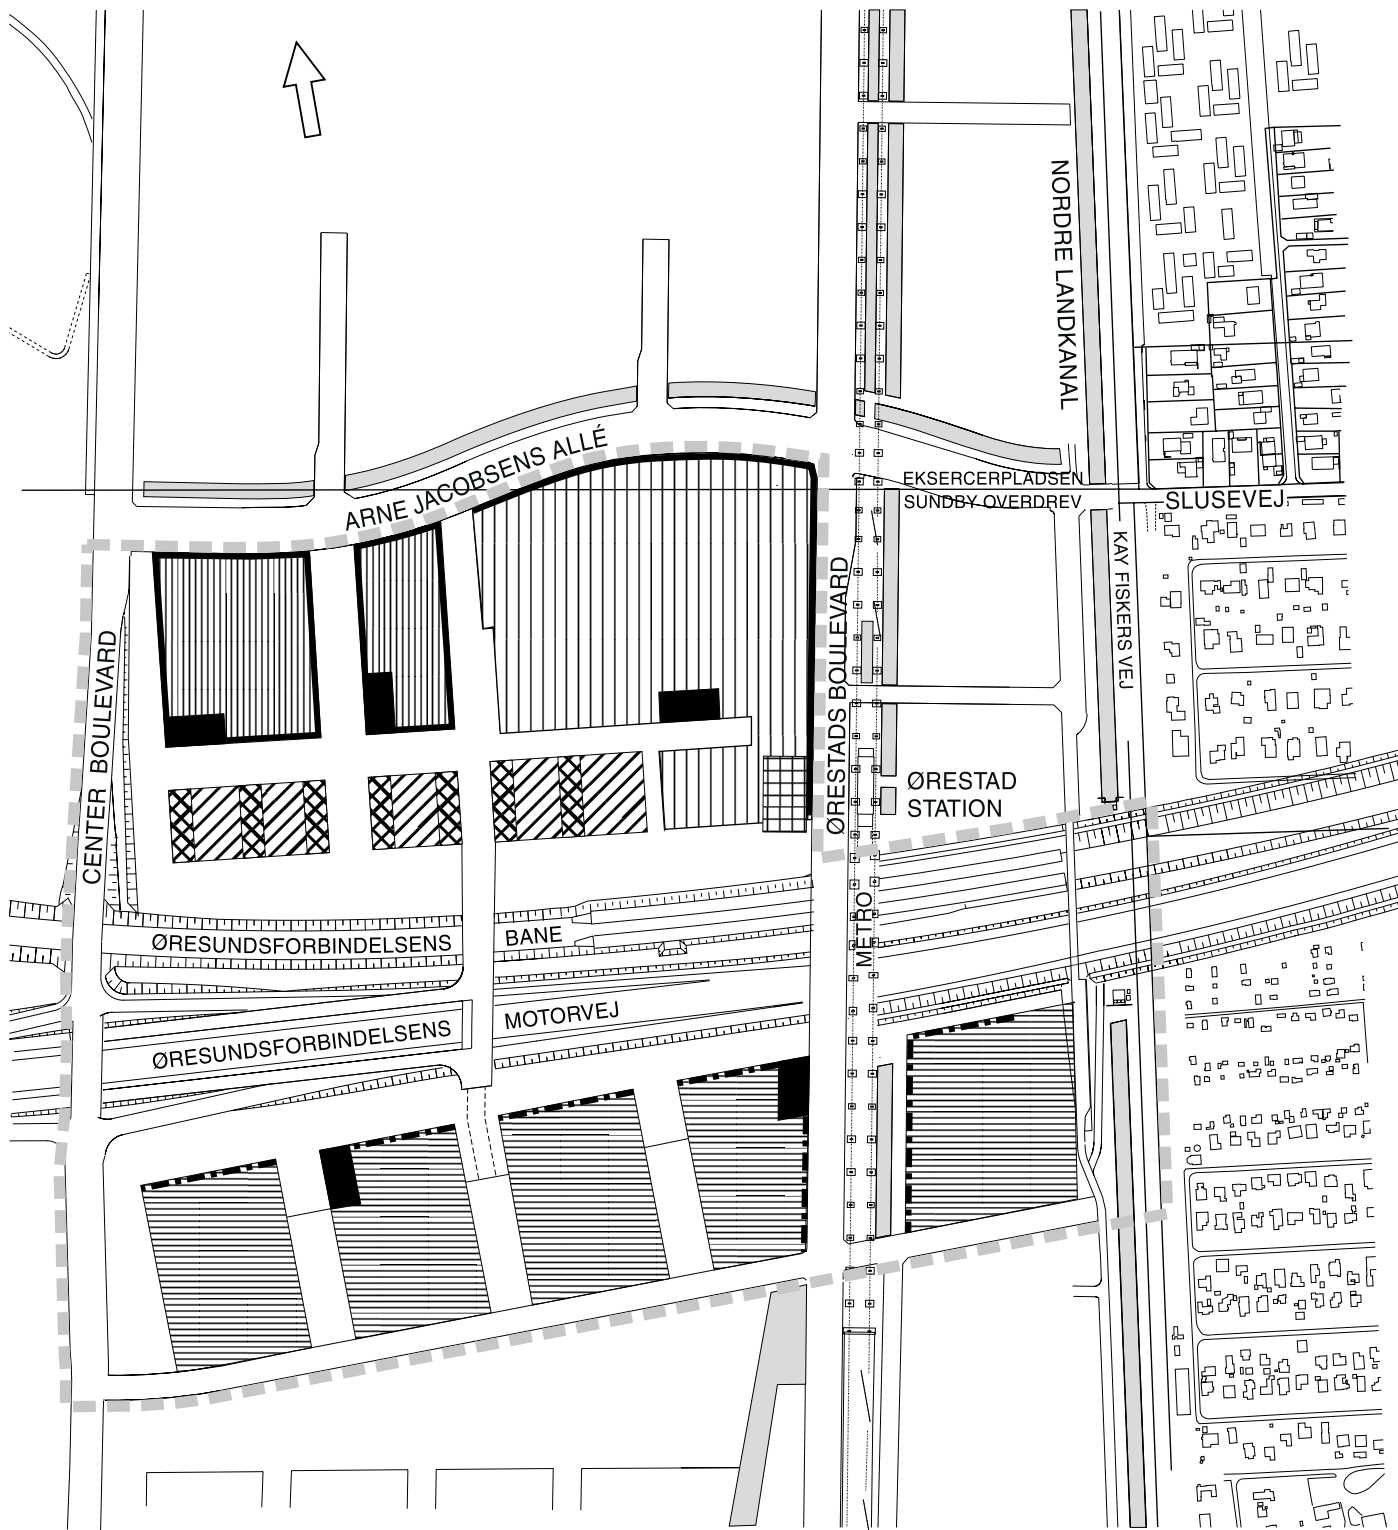 NORDRE LANDKANAL
ARNE JACOBSENS ALLÉ
EKSERCERPLADSEN
SUNDBY OVERDREV
SLUSEVEJ
KAY FISKERS VEJ
CENTER BOULEVARD
ØRESTADS BOULEVARD
ØRESTAD
STATION
METRO
ØRESUNDSFORBINDELSENS
BANE
ØRESUNDSFORBINDELSENS
MOTORVEJ